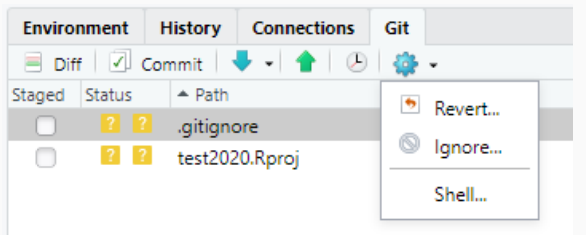 Environment History Connections Git
Diff Commit
Staged Status Path
? ? .gitignore
? ? test2020.Rproj
Revert...
Ignore...
Shell...